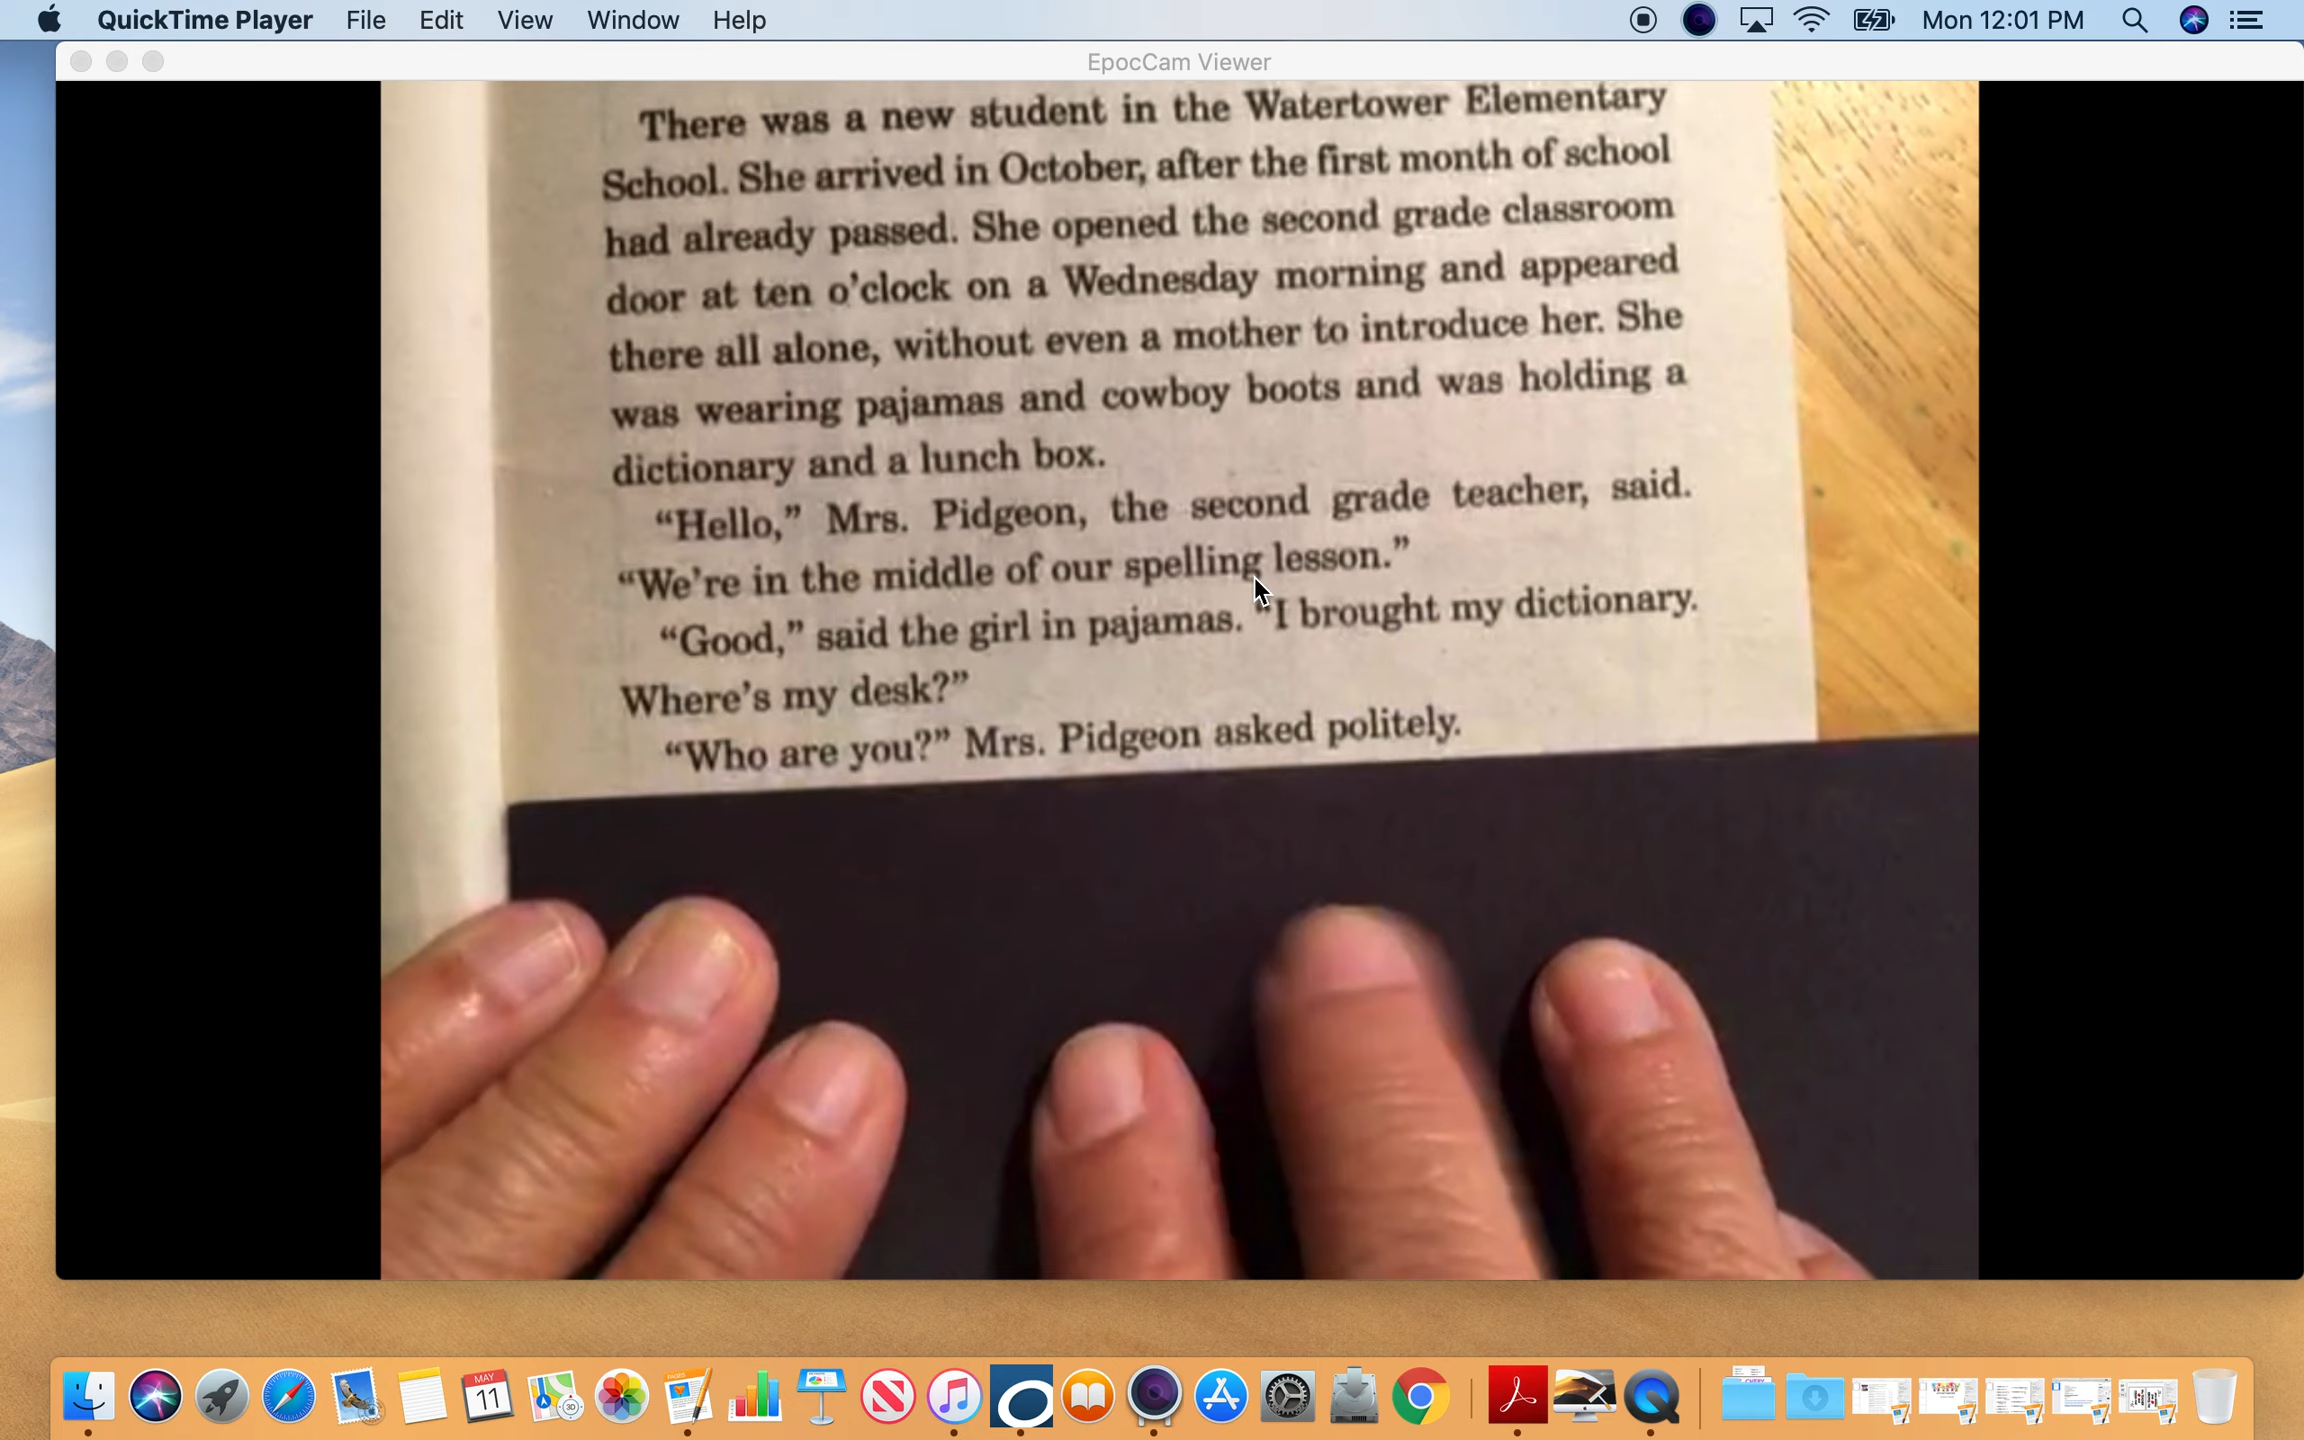 QuickTime Player File Edit View Window Help Mon 12:01 PM
EpocCam Viewer
There was a new student in the Watertower Elementary
School. She arrived in October, after the first month of school
had already passed. She opened the second grade classroom
door at ten o’clock on a Wednesday morning and appeared
there all alone, without even a mother to introduce her. She
was wearing pajamas and cowboy boots and was holding a
dictionary and a lunch box.
“Hello,” Mrs. Pidgeon, the second grade teacher, said.
“We’re in the middle of our spelling lesson.”
“Good,” said the girl in pajamas. “I brought my dictionary.
Where’s my desk?”
“Who are you?” Mrs. Pidgeon asked politely.
MAY
11
3D
PAGES